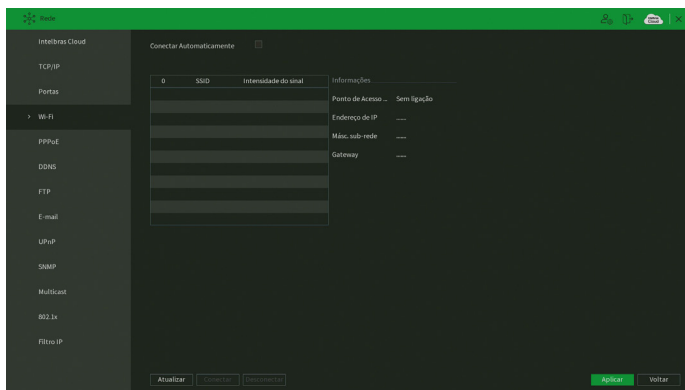 Rede
Intelbras Cloud
TCP/IP
Portas
Wi-Fi
PPPoE
DDNS
FTP
E-mail
UPnP
SNMP
Multicast
802.1x
Filtro IP
Conectar Automaticamente
0 SSID Intensidade do sinal
Informações
Ponto de Acesso ... Sem ligação
Endereço de IP ----
Másc. sub-rede ----
Gateway ----
Atualizar Conectar Desconectar
Aplicar Voltar